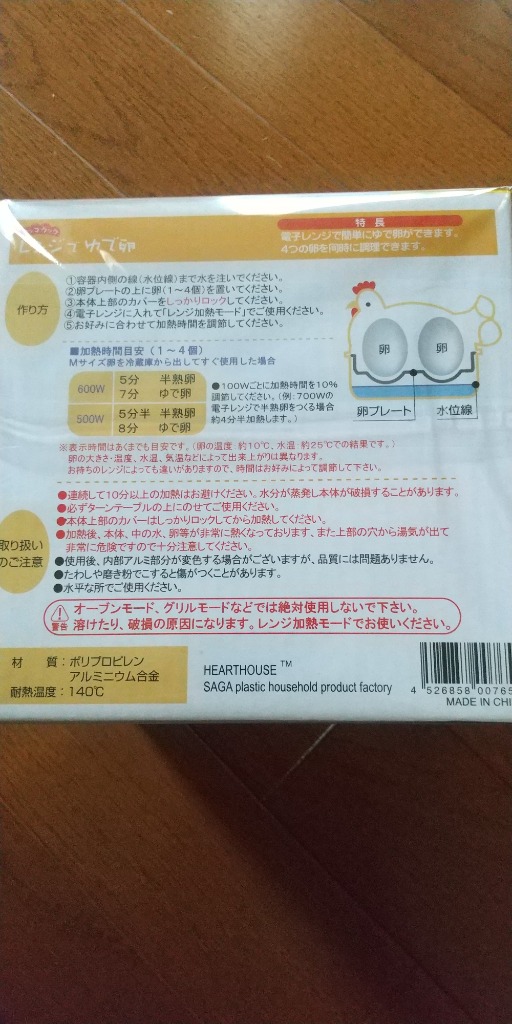 レンジでゆで卵
特長
電子レンジで簡単にゆで卵ができます。
4つの卵を同時に調理できます。
作り方
①容器内側の線(水位線)まで水を注いでください。
②卵プレートの上に卵(1〜4個)を置いてください。
③本体上部のカバーをしっかりロックしてください。
④電子レンジに入れて「レンジ加熱モード」でご使用ください。
⑤お好みに合わせて加熱時間を調節してください。
■加熱時間目安(1〜4個)
Mサイズ卵を冷蔵庫から出してすぐ使用した場合
600W 5分 半熟卵
7分 ゆで卵
500W 5分半 半熟卵
8分 ゆで卵
●100Wごとに加熱時間を10%
調節してください。(例:700Wの
電子レンジで半熟卵をつくる場合
約4分半加熱します。)
卵 卵
卵プレート 水位線
※表示時間はあくまでも目安です。(卵の温度:約10℃、水温:約25℃での結果です。)
卵の大きさ・温度、水温、気温などによって出来上がりは異なります。
お持ちのレンジによっても違いがありますので、時間はお好みによって調節して下さい。
取り扱い
のご注意
●連続して10分以上の加熱はお避けください。水分が蒸発し本体が破損することがあります。
●必ずターンテーブルの上にのせてご使用ください。
●本体上部のカバーはしっかりロックしてから加熱してください。
●加熱後、本体、中の水、卵等が非常に熱くなっております、また上部の穴から湯気が出て
非常に危険ですので十分注意してください。
●使用後、内部アルミ部分が変色する場合がございますが、品質には問題ありません。
●たわしや磨き粉でこすると傷がつくことがあります。
●水平な所でご使用ください。
警告
オーブンモード、グリルモードなどでは絶対使用しないで下さい。
溶けたり、破損の原因になります。レンジ加熱モードでお使いください。
材 質:ポリプロピレン
アルミニウム合金
耐熱温度:140℃
HEARTHOUSE ™
SAGA plastic household product factory
4 526858 00765
MADE IN CHI